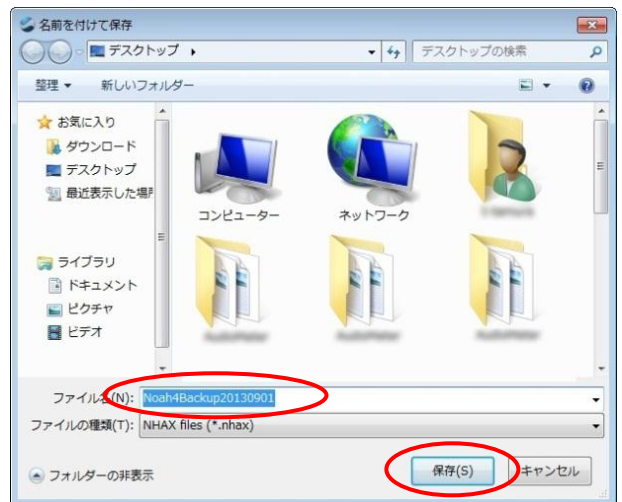 名前を付けて保存
デスクトップ
デスクトップの検索
整理
新しいフォルダー
お気に入り
ダウンロード
デスクトップ
最近表示した場
ライブラリ
ドキュメント
ピクチャ
ビデオ
コンピューター
ネットワーク
ファイル名(N): Noah4Backup20130901
ファイルの種類(T): NHAX files (*.nhax)
フォルダーの非表示
保存(S)
キャンセル